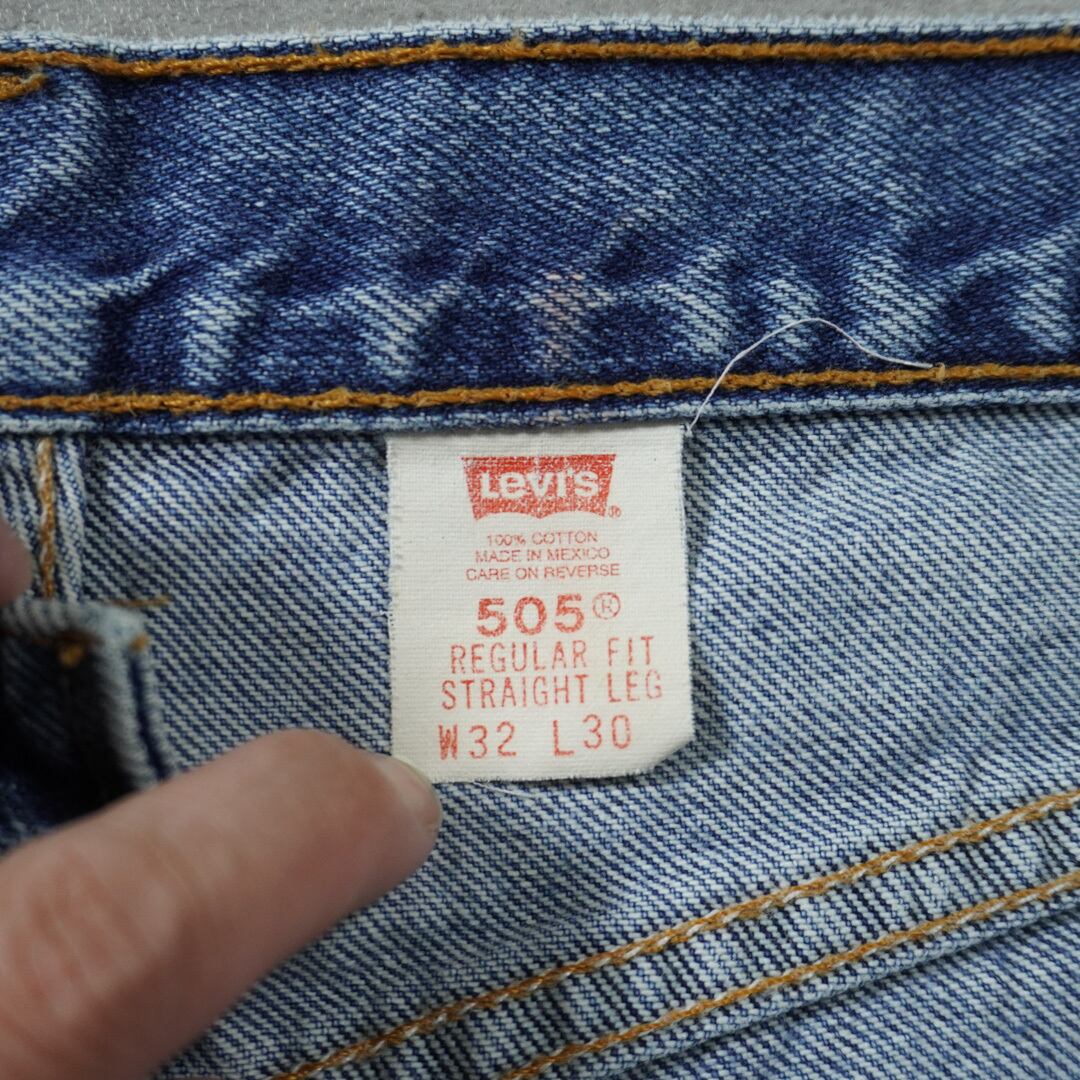 LEVI'S®
100% COTTON
MADE IN MEXICO
CARE ON REVERSE
505®
REGULAR FIT
STRAIGHT LEG
W32 L30